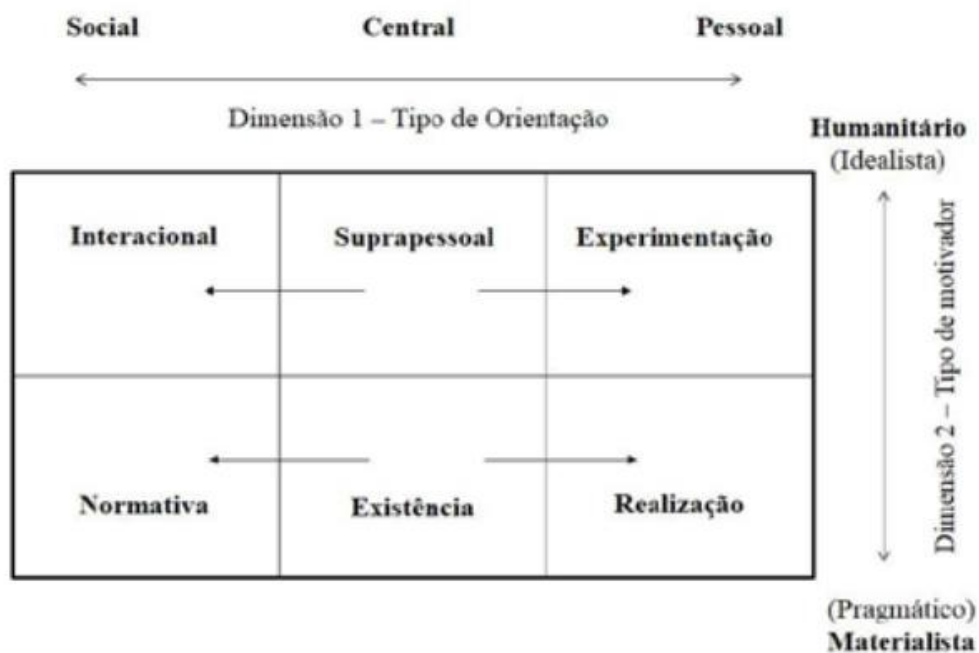 Social Central Pessoal
Dimensão 1 – Tipo de Orientação
Humanitário
(Idealista)
Interacional Suprapessoal Experimentação
Dimensão 2 – Tipo de motivador
Normativa Existência Realização
(Pragmático)
Materialista